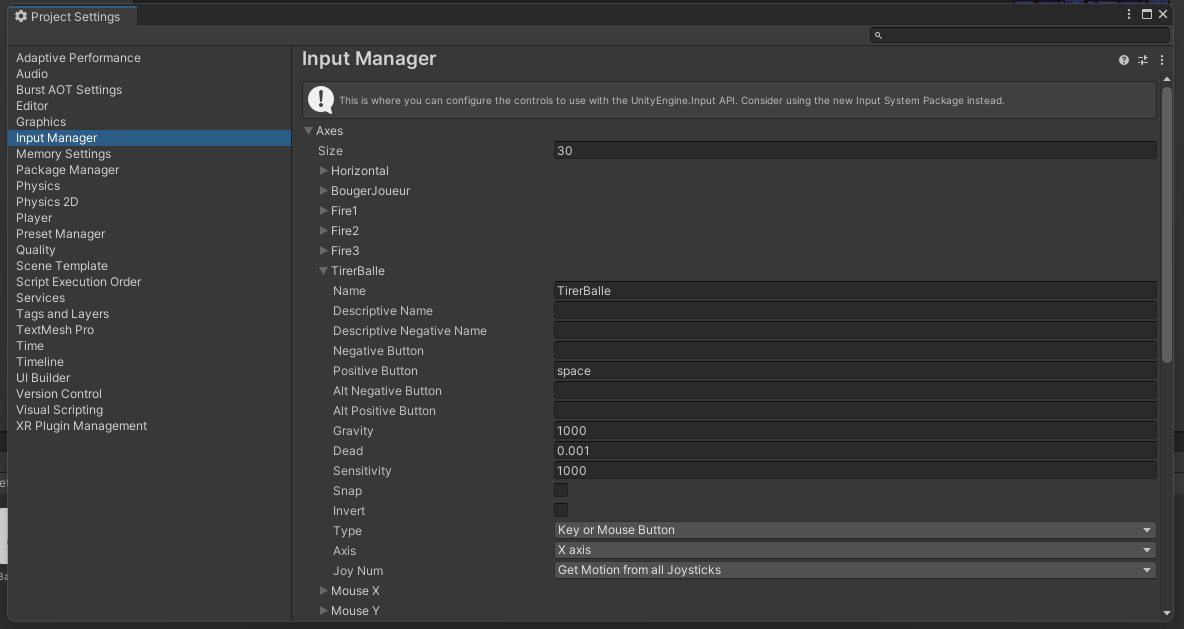 Project Settings
Adaptive Performance
Audio
Burst AOT Settings
Editor
Graphics
Input Manager
Memory Settings
Package Manager
Physics
Physics 2D
Player
Preset Manager
Quality
Scene Template
Script Execution Order
Services
Tags and Layers
TextMesh Pro
Time
Timeline
UI Builder
Version Control
Visual Scripting
XR Plugin Management
Input Manager
This is where you can configure the controls to use with the UnityEngine.Input API. Consider using the new Input System Package instead.
Axes
Size 30
Horizontal
BougerJoueur
Fire1
Fire2
Fire3
TirerBalle
Name TirerBalle
Descriptive Name
Descriptive Negative Name
Negative Button
Positive Button space
Alt Negative Button
Alt Positive Button
Gravity 1000
Dead 0.001
Sensitivity 1000
Snap
Invert
Type Key or Mouse Button
Axis X axis
Joy Num Get Motion from all Joysticks
Mouse X
Mouse Y